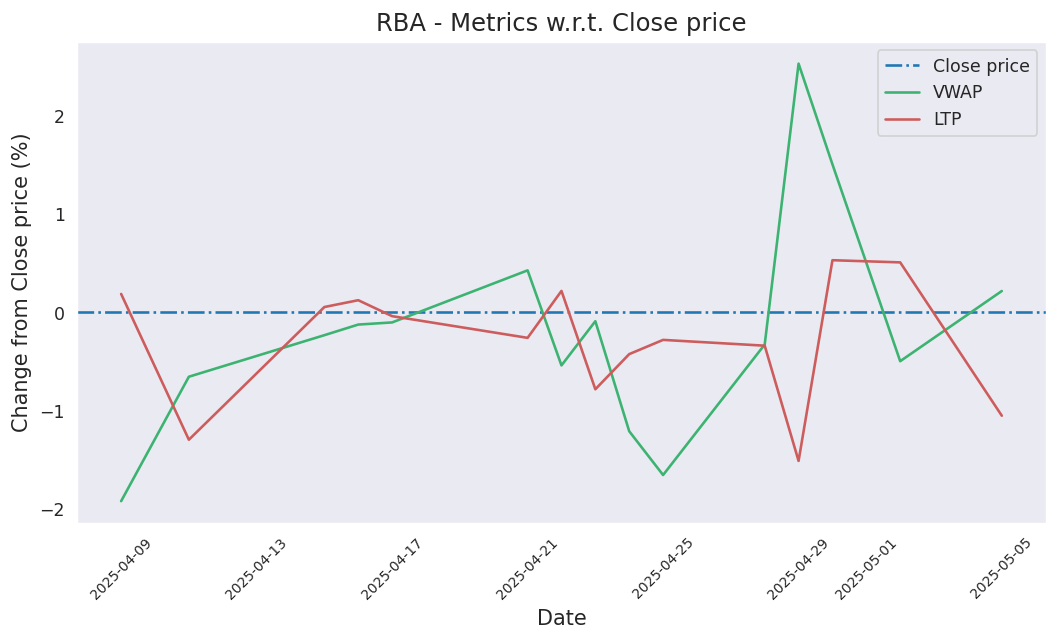 RBA - Metrics w.r.t. Close price
Close price
VWAP
LTP
Change from Close price (%)
2
1
0
−1
−2
2025-04-09
2025-04-13
2025-04-17
2025-04-21
2025-04-25
2025-04-29
2025-05-01
2025-05-05
Date